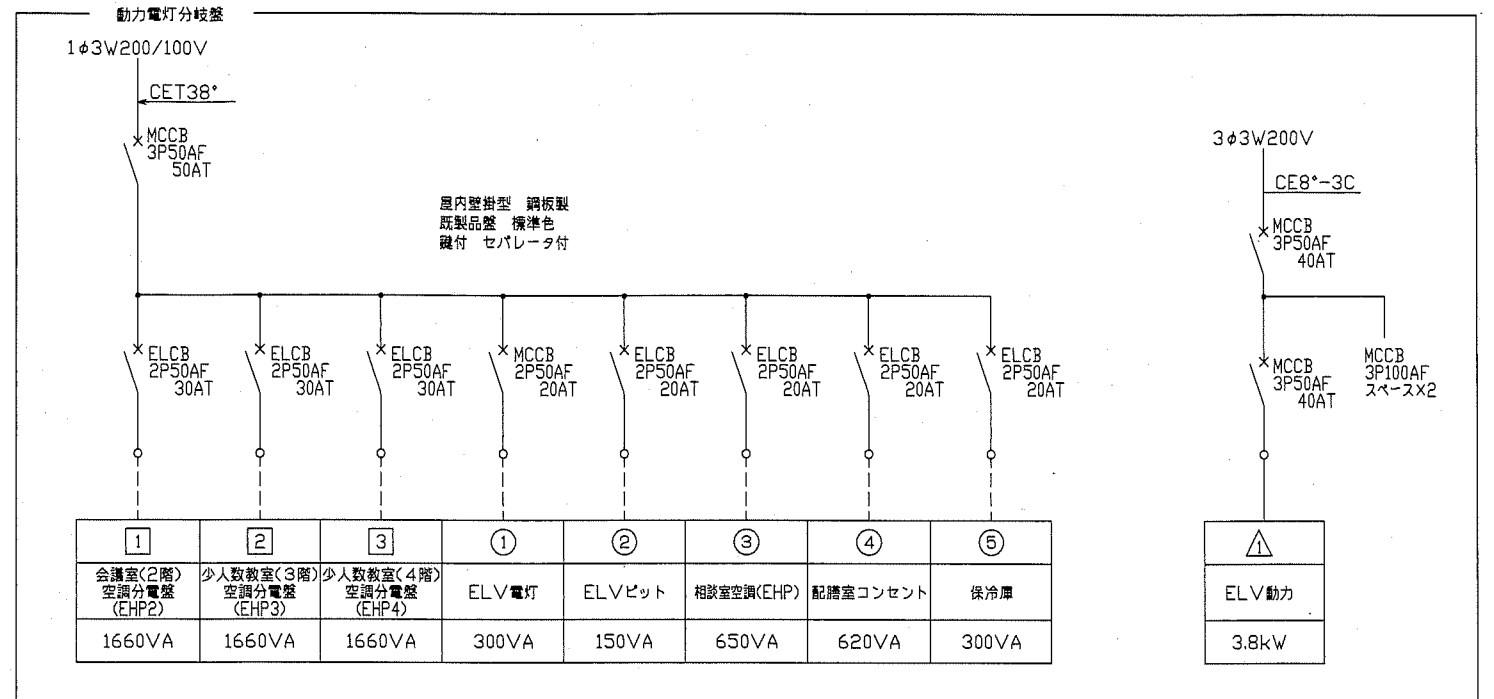 動力電灯分岐盤
1φ3W200/100V
CET38°
MCCB
3P50AF
50AT
屋内壁掛型 鋼板製
既製品盤 標準色
鍵付 セパレータ付
3φ3W200V
CE8°-3C
MCCB
3P50AF
40AT
ELCB
2P50AF
30AT
ELCB
2P50AF
30AT
ELCB
2P50AF
30AT
MCCB
2P50AF
20AT
ELCB
2P50AF
20AT
ELCB
2P50AF
20AT
ELCB
2P50AF
20AT
ELCB
2P50AF
20AT
MCCB
3P50AF
40AT
MCCB
3P100AF
スペース×2
1
2
3
①
②
③
④
⑤
1
会議室(2階)
空調分電盤
(EHP2)
少人数教室(3階)
空調分電盤
(EHP3)
少人数教室(4階)
空調分電盤
(EHP4)
ELV電灯
ELVピット
相談室空調(EHP)
配膳室コンセント
保冷庫
ELV動力
1660VA
1660VA
1660VA
300VA
150VA
650VA
620VA
300VA
3.8kW